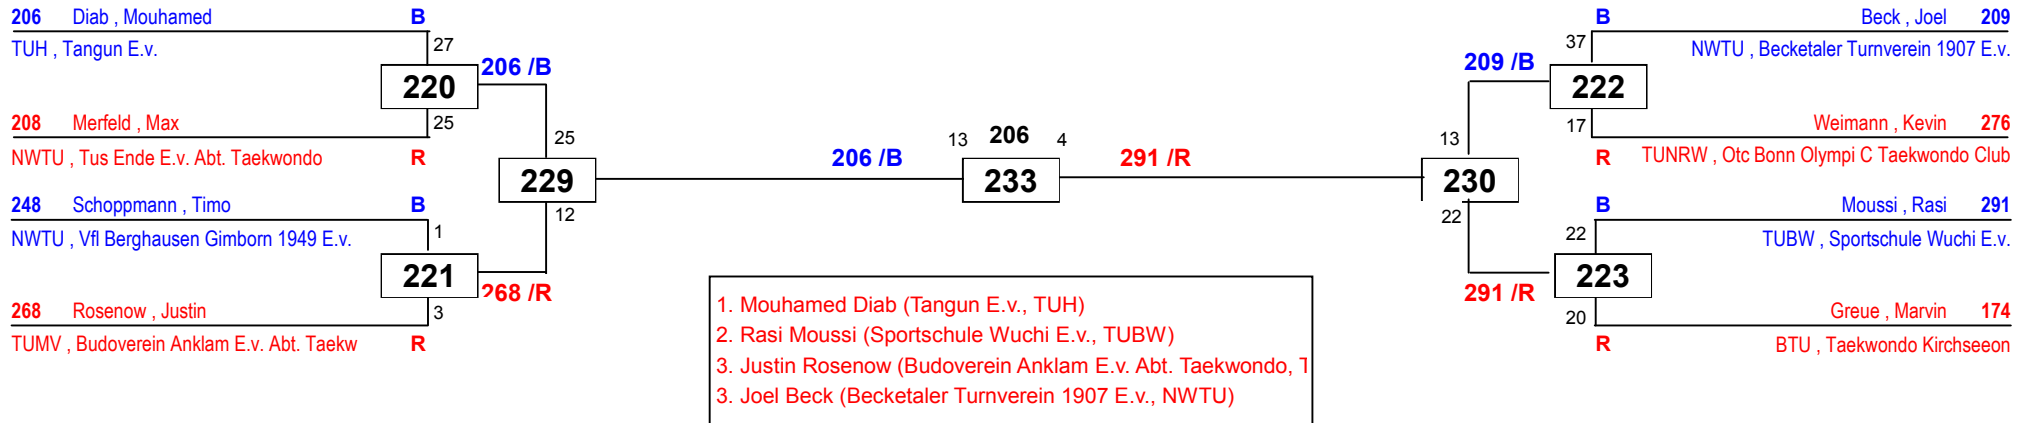 206 Diab , Mouhamed B
TUH , Tangun E.v.
27
220
206 /B
25
208 Merfeld , Max
NWTU , Tus Ende E.v. Abt. Taekwondo R
248 Schoppmann , Timo B
NWTU , Vfl Berghausen Gimborn 1949 E.v.
1
221
268 /R
3
268 Rosenow , Justin
TUMV , Budoverein Anklam E.v. Abt. Taekw R
25
229
12
206 /B
13 206 4
233
291 /R
13
230
22
B Beck , Joel 209
NWTU , Becketaler Turnverein 1907 E.v.
37
209 /B
222
17
Weimann , Kevin 276
R TUNRW , Otc Bonn Olympi C Taekwondo Club
B Moussi , Rasi 291
TUBW , Sportschule Wuchi E.v.
22
223
291 /R
20
Greue , Marvin 174
R BTU , Taekwondo Kirchseeon
1. Mouhamed Diab (Tangun E.v., TUH)
2. Rasi Moussi (Sportschule Wuchi E.v., TUBW)
3. Justin Rosenow (Budoverein Anklam E.v. Abt. Taekwondo,
3. Joel Beck (Becketaler Turnverein 1907 E.v., NWTU)